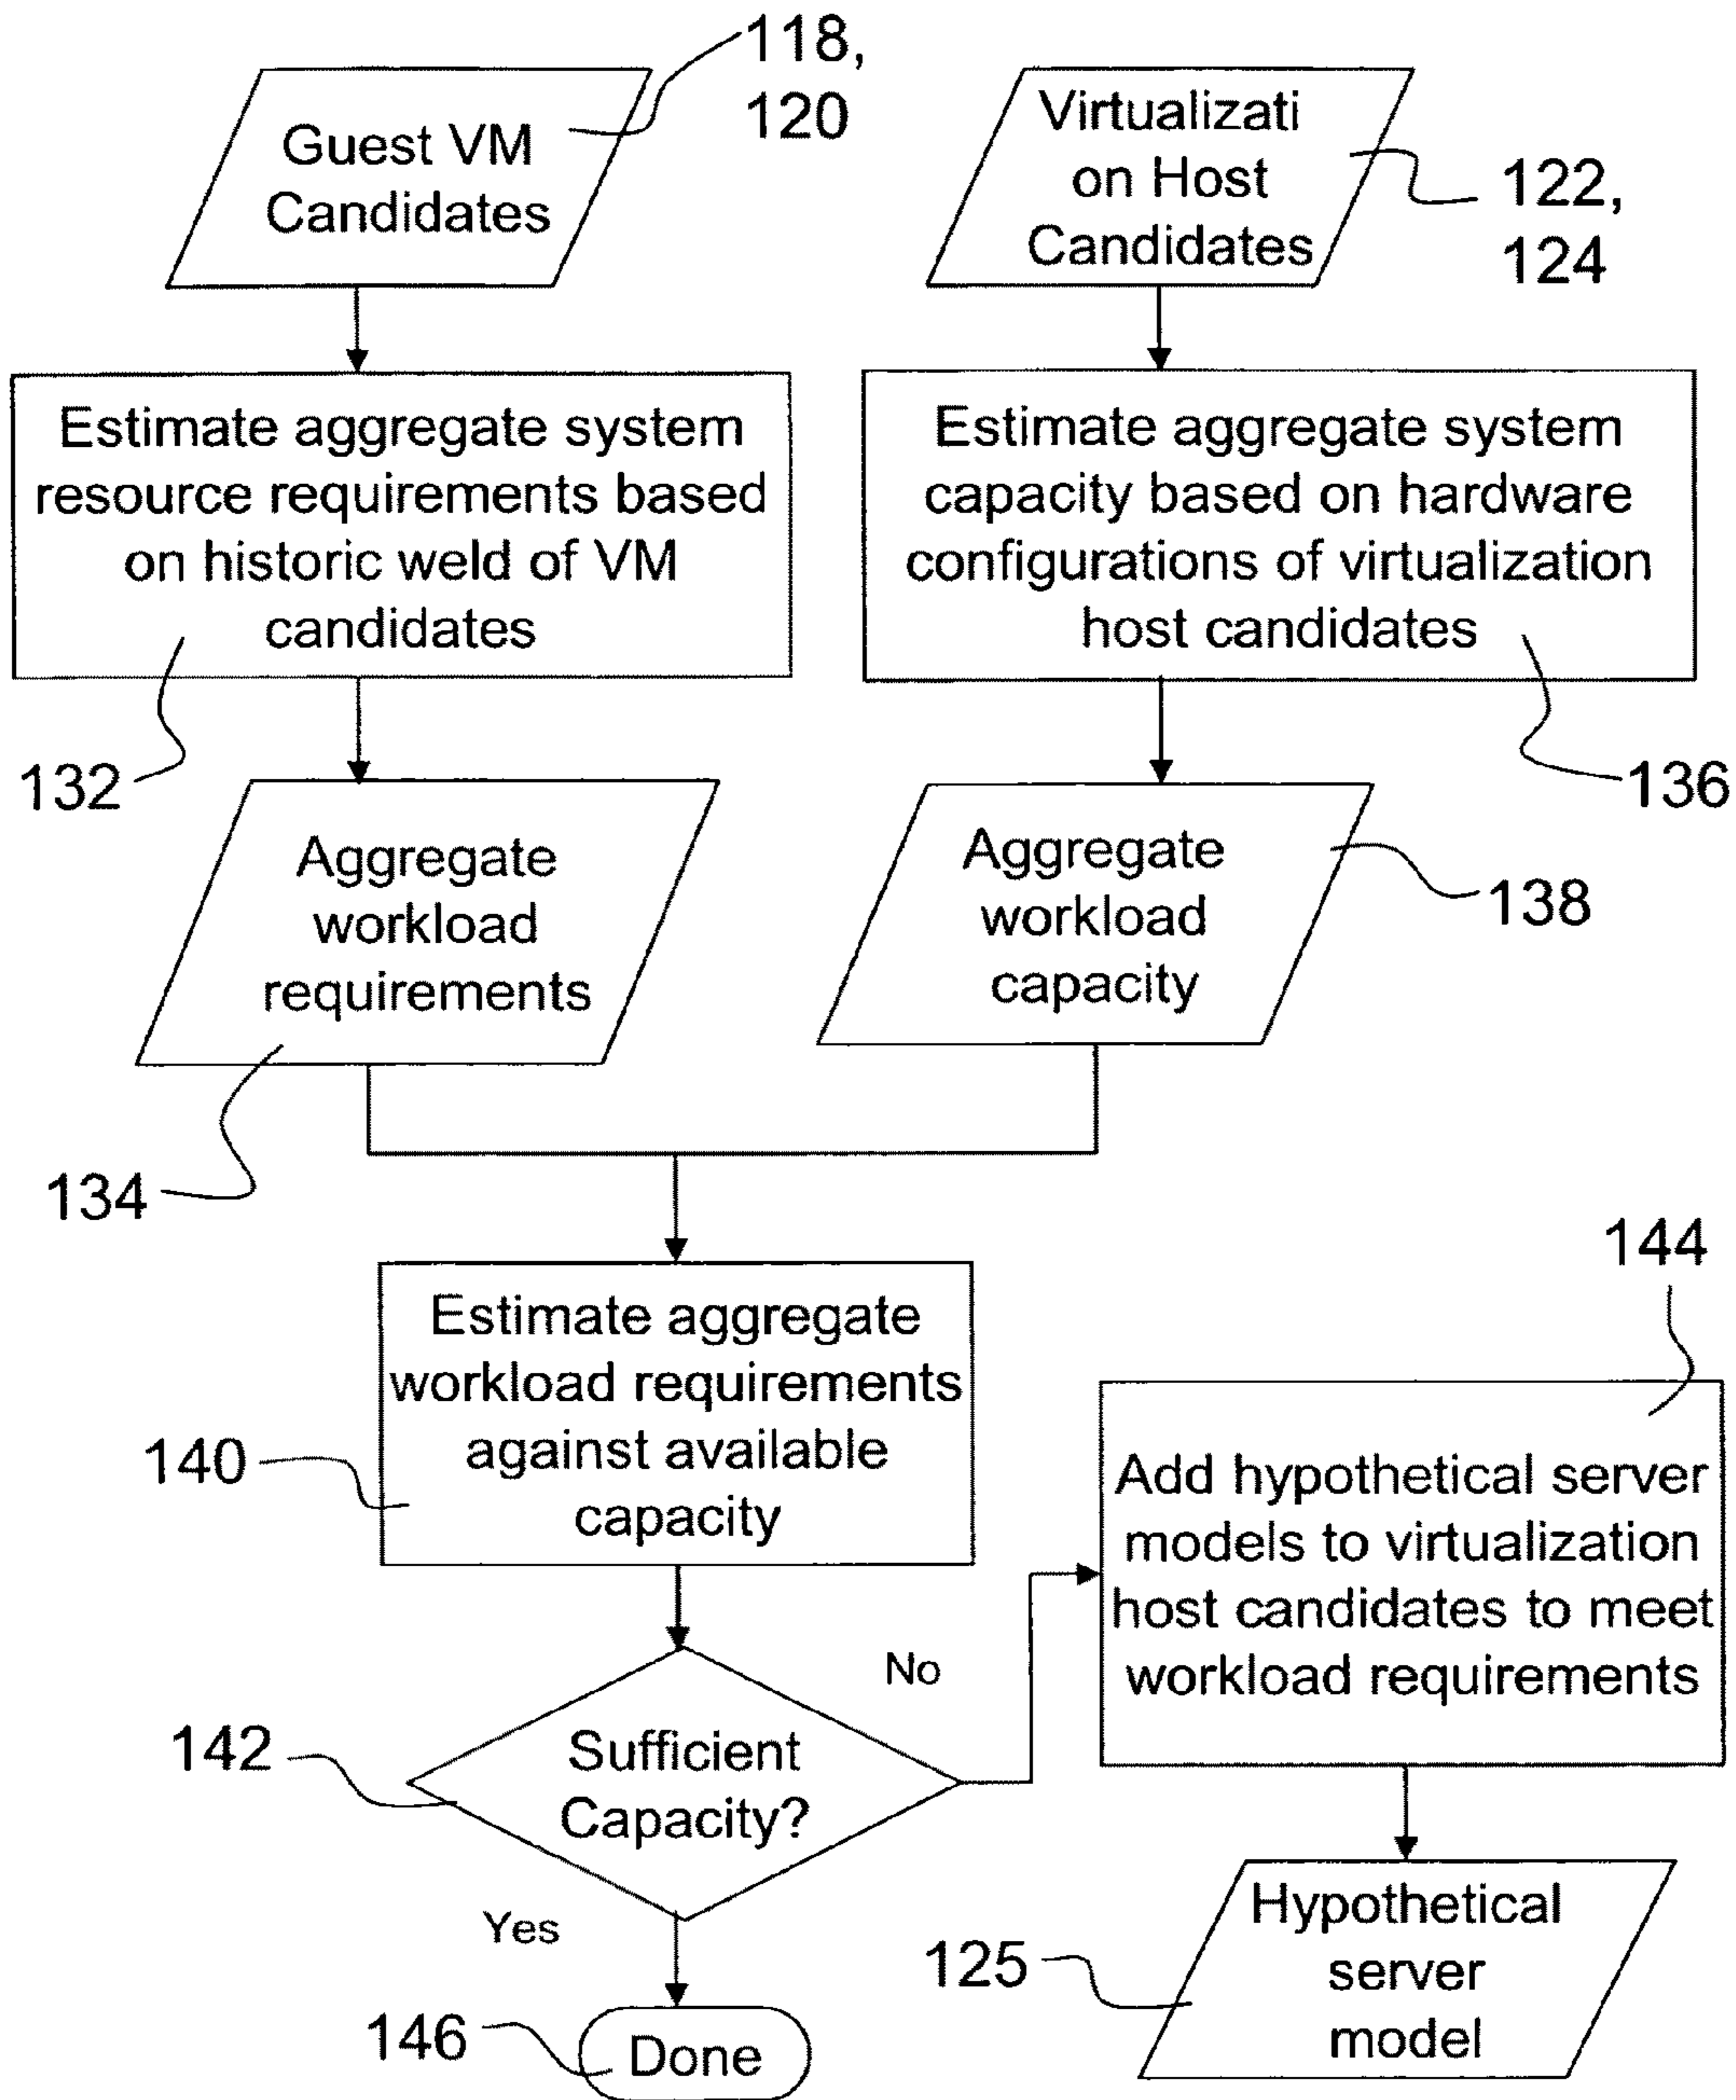 118,
120
Guest VM
Candidates
Virtualizati
on Host
Candidates
122,
124
Estimate aggregate system
resource requirements based
on historic weld of VM
candidates
132
Estimate aggregate system
capacity based on hardware
configurations of virtualization
host candidates
136
Aggregate
workload
requirements
134
Aggregate
workload
capacity
138
Estimate aggregate
workload requirements
against available
capacity
140
144
Add hypothetical server
models to virtualization
host candidates to meet
workload requirements
No
142
Sufficient
Capacity?
Yes
125
Hypothetical
server
model
146
Done